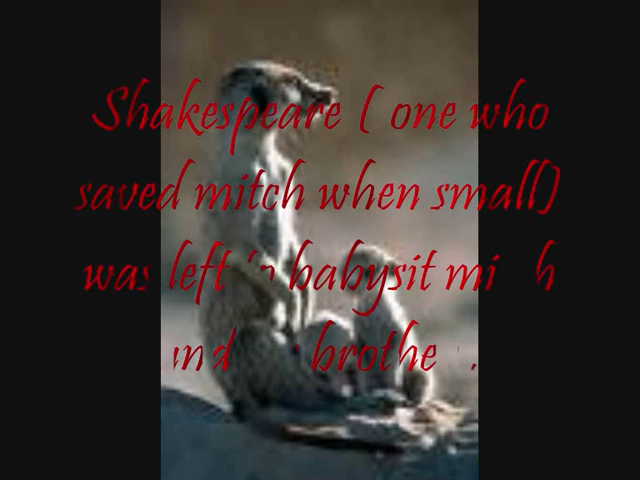 Shakespeare ( one who
saved mitch when small)
was left babysit